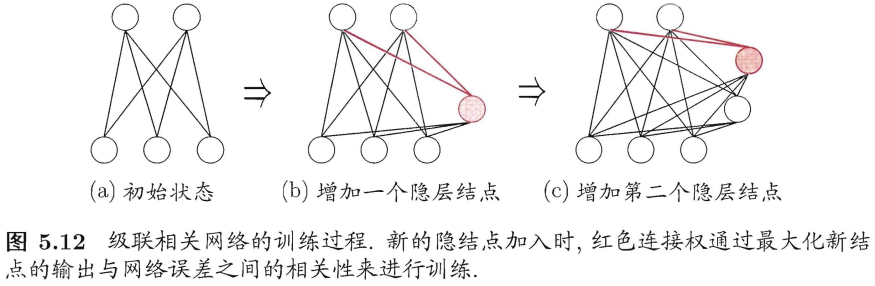 (a) 初始状态
(b) 增加一个隐层结点
(c) 增加第二个隐层结点
图 5.12 级联相关网络的训练过程. 新的隐结点加入时, 红色连接权通过最大化新结
点的输出与网络误差之间的相关性来进行训练.